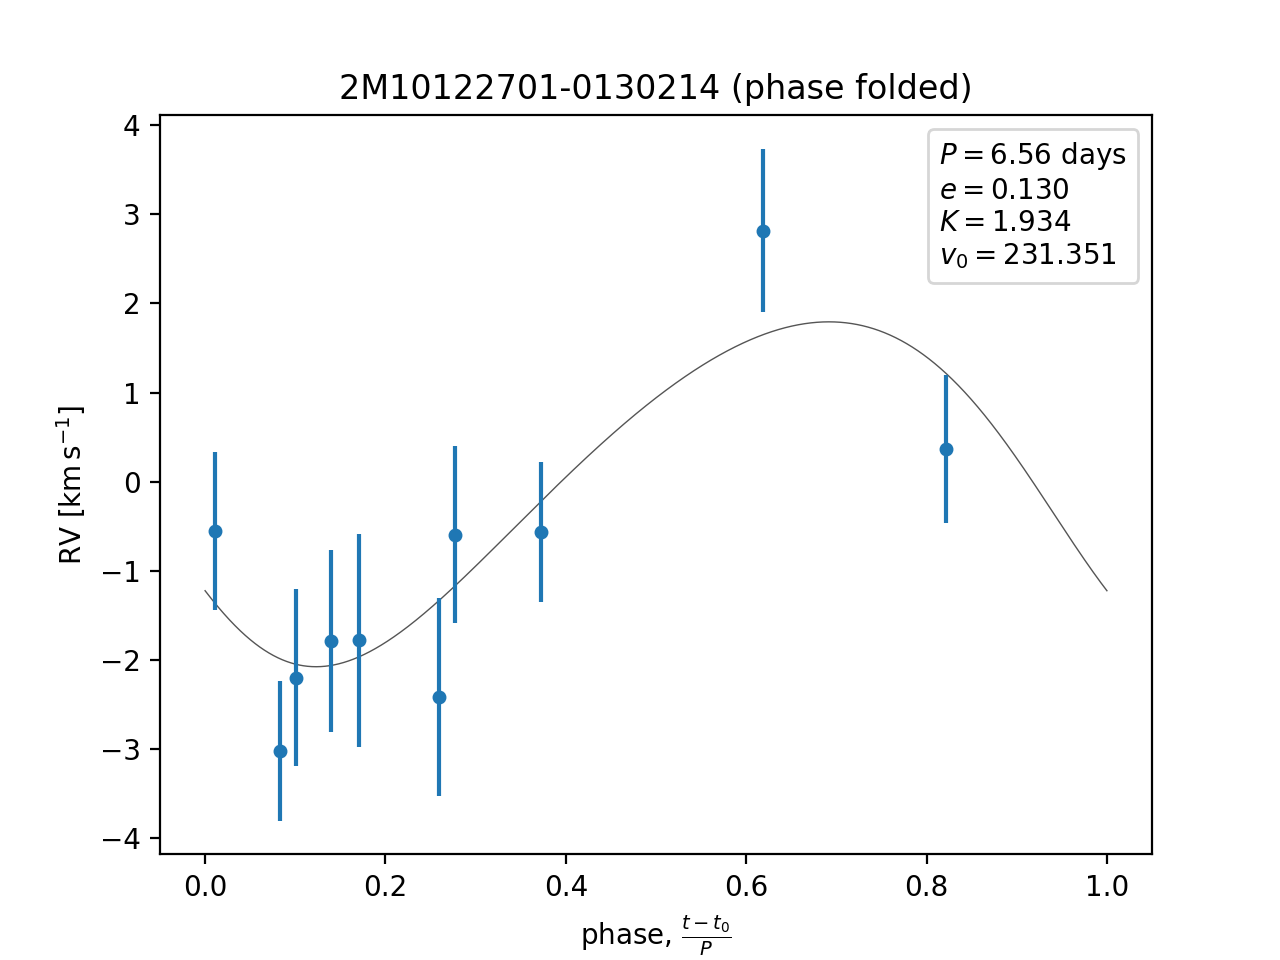 2M10122701-0130214 (phase folded)
P = 6.56 days
e = 0.130
K = 1.934
v₀ = 231.351
4
3
2
1
0
−1
−2
−3
−4
RV [km s⁻¹]
0.0 0.2 0.4 0.6 0.8 1.0
phase, (t − t₀)/P